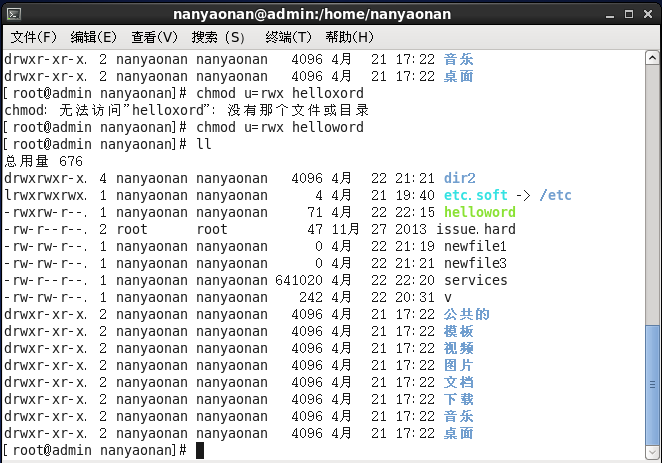 nanyaonan@admin:/home/nanyaonan
文件(F) 编辑(E) 查看(V) 搜索 (S) 终端(T) 帮助(H)
drwxr-xr-x. 2 nanyaonan nanyaonan 4096 4月 21 17:22 音乐
drwxr-xr-x. 2 nanyaonan nanyaonan 4096 4月 21 17:22 桌面
[root@admin nanyaonan]# chmod u=rwx helloxord
chmod: 无法访问"helloxord": 没有那个文件或目录
[root@admin nanyaonan]# chmod u=rwx helloword
[root@admin nanyaonan]# ll
总用量 676
drwxrwxr-x. 4 nanyaonan nanyaonan 4096 4月 22 21:21 dir2
lrwxrwxrwx. 1 nanyaonan nanyaonan 4 4月 21 19:40 etc.soft -> /etc
-rwxrw-r--. 1 nanyaonan nanyaonan 71 4月 22 22:15 helloword
-rw-r--r--. 2 root root 47 11月 27 2013 issue.hard
-rw-rw-r--. 1 nanyaonan nanyaonan 0 4月 22 21:19 newfile1
-rw-rw-r--. 1 nanyaonan nanyaonan 0 4月 22 21:21 newfile3
-rw-r--r--. 1 nanyaonan nanyaonan 641020 4月 22 22:20 services
-rw-rw-r--. 1 nanyaonan nanyaonan 242 4月 22 20:31 v
drwxr-xr-x. 2 nanyaonan nanyaonan 4096 4月 21 17:22 公共的
drwxr-xr-x. 2 nanyaonan nanyaonan 4096 4月 21 17:22 模板
drwxr-xr-x. 2 nanyaonan nanyaonan 4096 4月 21 17:22 视频
drwxr-xr-x. 2 nanyaonan nanyaonan 4096 4月 21 17:22 图片
drwxr-xr-x. 2 nanyaonan nanyaonan 4096 4月 21 17:22 文档
drwxr-xr-x. 2 nanyaonan nanyaonan 4096 4月 21 17:22 下载
drwxr-xr-x. 2 nanyaonan nanyaonan 4096 4月 21 17:22 音乐
drwxr-xr-x. 2 nanyaonan nanyaonan 4096 4月 21 17:22 桌面
[root@admin nanyaonan]#